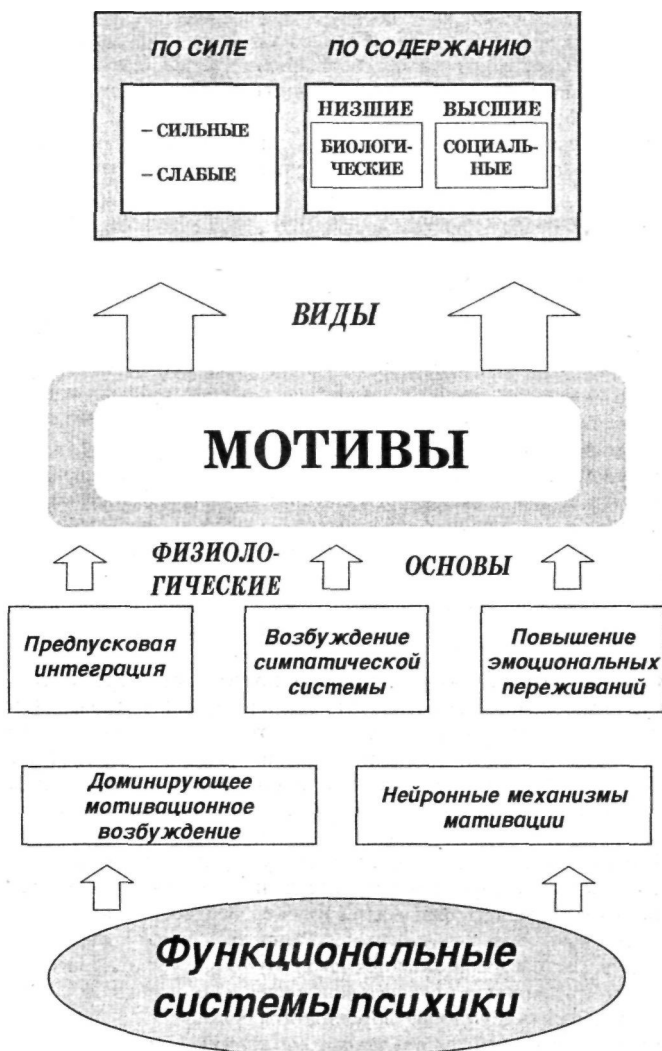 ПО СИЛЕ
ПО СОДЕРЖАНИЮ
– СИЛЬНЫЕ
– СЛАБЫЕ
НИЗШИЕ
БИОЛОГИ-
ЧЕСКИЕ
ВЫСШИЕ
СОЦИАЛЬ-
НЫЕ
ВИДЫ
МОТИВЫ
ФИЗИОЛО-
ГИЧЕСКИЕ
ОСНОВЫ
Предпусковая
интеграция
Возбуждение
симпатической
системы
Повышение
эмоциональных
переживаний
Доминирующее
мотивационное
возбуждение
Нейронные механизмы
мативации
Функциональные
системы психики